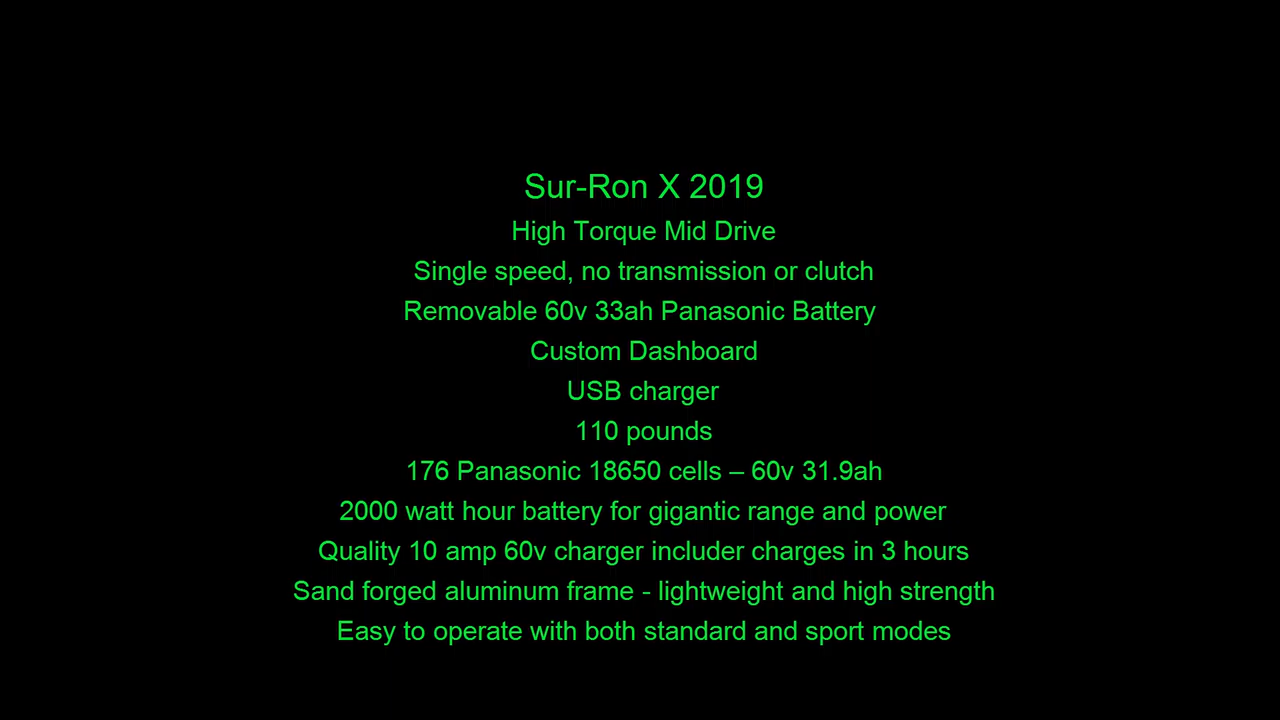 Sur-Ron X 2019
High Torque Mid Drive
Single speed, no transmission or clutch
Removable 60v 33ah Panasonic Battery
Custom Dashboard
USB charger
110 pounds
176 Panasonic 18650 cells – 60v 31.9ah
2000 watt hour battery for gigantic range and power
Quality 10 amp 60v charger includer charges in 3 hours
Sand forged aluminum frame - lightweight and high strength
Easy to operate with both standard and sport modes